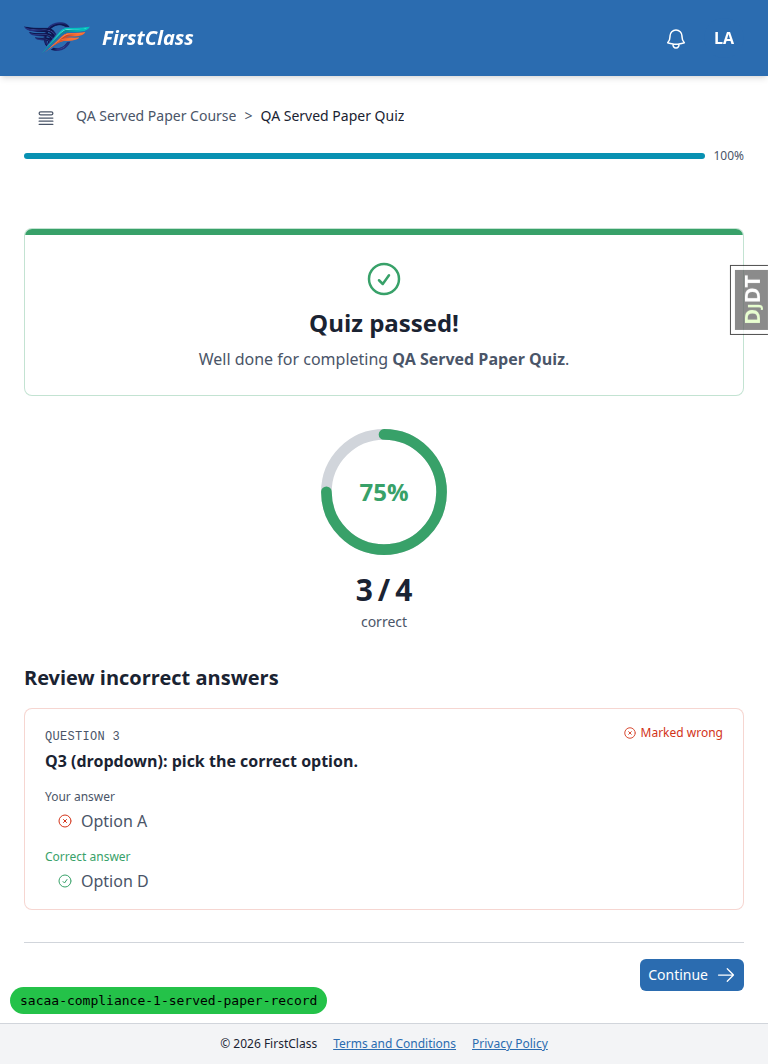 FirstClass
LA
QA Served Paper Course > QA Served Paper Quiz
100%
DJDT
Quiz passed!
Well done for completing QA Served Paper Quiz.
75%
3 / 4
correct
Review incorrect answers
QUESTION 3
Marked wrong
Q3 (dropdown): pick the correct option.
Your answer
Option A
Correct answer
Option D
Continue
sacaa-compliance-1-served-paper-record
© 2026 FirstClass Terms and Conditions Privacy Policy